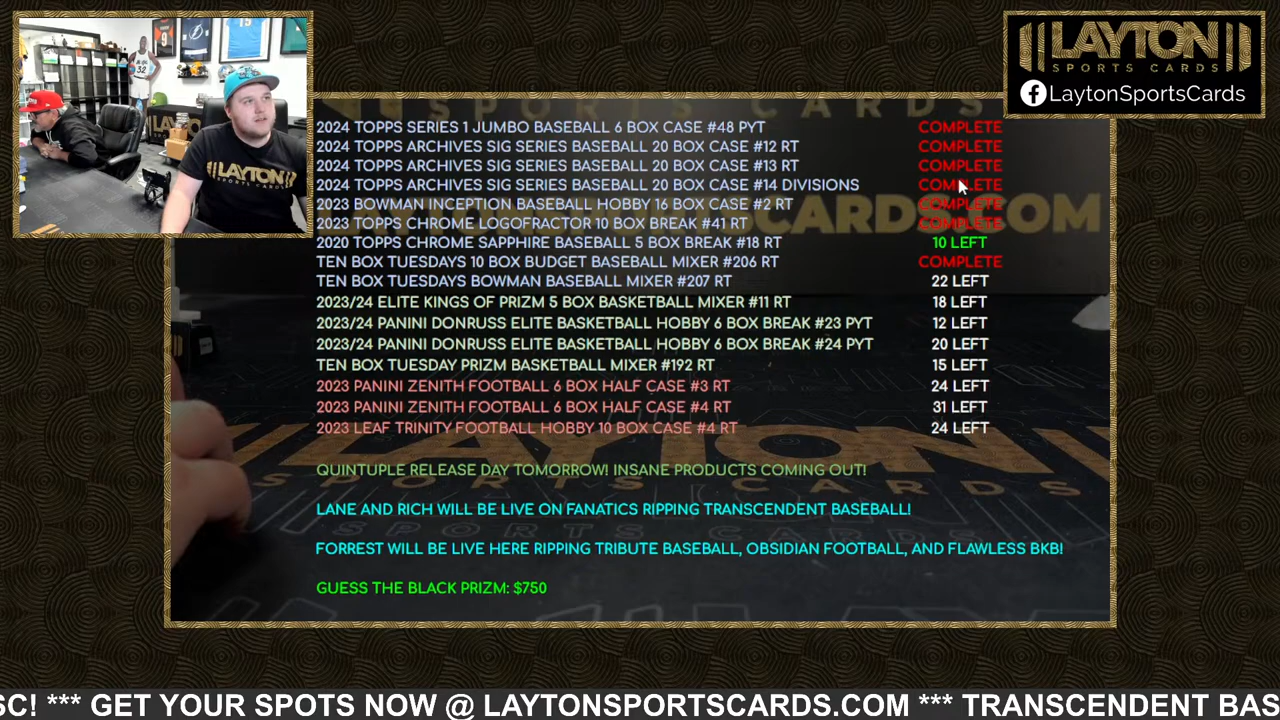 LAYTON
SPORTS CARDS
LaytonSportsCards
2024 TOPPS SERIES 1 JUMBO BASEBALL 6 BOX CASE #48 PYT COMPLETE
2024 TOPPS ARCHIVES SIG SERIES BASEBALL 20 BOX CASE #12 RT COMPLETE
2024 TOPPS ARCHIVES SIG SERIES BASEBALL 20 BOX CASE #13 RT COMPLETE
2024 TOPPS ARCHIVES SIG SERIES BASEBALL 20 BOX CASE #14 DIVISIONS COMPLETE
2023 BOWMAN INCEPTION BASEBALL HOBBY 16 BOX CASE #2 RT COMPLETE
2023 TOPPS CHROME LOGOFRACTOR 10 BOX BREAK #41 RT COMPLETE
2020 TOPPS CHROME SAPPHIRE BASEBALL 5 BOX BREAK #18 RT 10 LEFT
TEN BOX TUESDAYS 10 BOX BUDGET BASEBALL MIXER #206 RT COMPLETE
TEN BOX TUESDAYS BOWMAN BASEBALL MIXER #207 RT 22 LEFT
2023/24 ELITE KINGS OF PRIZM 5 BOX BASKETBALL MIXER #11 RT 18 LEFT
2023/24 PANINI DONRUSS ELITE BASKETBALL HOBBY 6 BOX BREAK #23 PYT 12 LEFT
2023/24 PANINI DONRUSS ELITE BASKETBALL HOBBY 6 BOX BREAK #24 PYT 20 LEFT
TEN BOX TUESDAY PRIZM BASKETBALL MIXER #192 RT 15 LEFT
2023 PANINI ZENITH FOOTBALL 6 BOX HALF CASE #3 RT 24 LEFT
2023 PANINI ZENITH FOOTBALL 6 BOX HALF CASE #4 RT 31 LEFT
2023 LEAF TRINITY FOOTBALL HOBBY 10 BOX CASE #4 RT 24 LEFT
QUINTUPLE RELEASE DAY TOMORROW! INSANE PRODUCTS COMING OUT!
LANE AND RICH WILL BE LIVE ON FANATICS RIPPING TRANSCENDENT BASEBALL!
FORREST WILL BE LIVE HERE RIPPING TRIBUTE BASEBALL, OBSIDIAN FOOTBALL, AND FLAWLESS BKB!
GUESS THE BLACK PRIZM: $750
LAYTON
SPORTS CARDS
SC! *** GET YOUR SPOTS NOW @ LAYTONSPORTSCARDS.COM *** TRANSCENDENT BAS